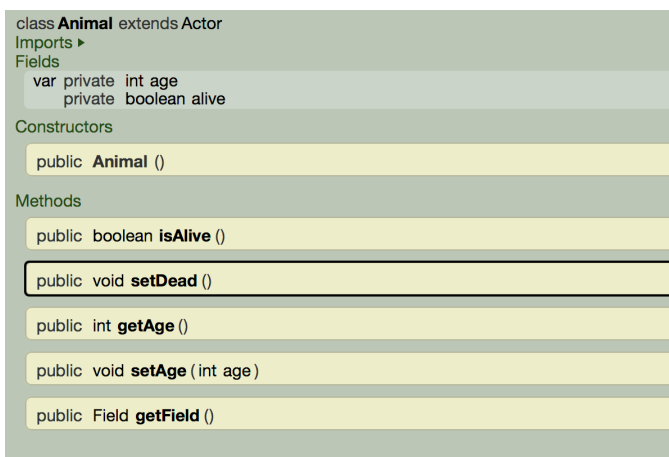 class Animal extends Actor
Imports ▸
Fields
var private int age
private boolean alive
Constructors
public Animal ()
Methods
public boolean isAlive ()
public void setDead ()
public int getAge ()
public void setAge ( int age )
public Field getField ()